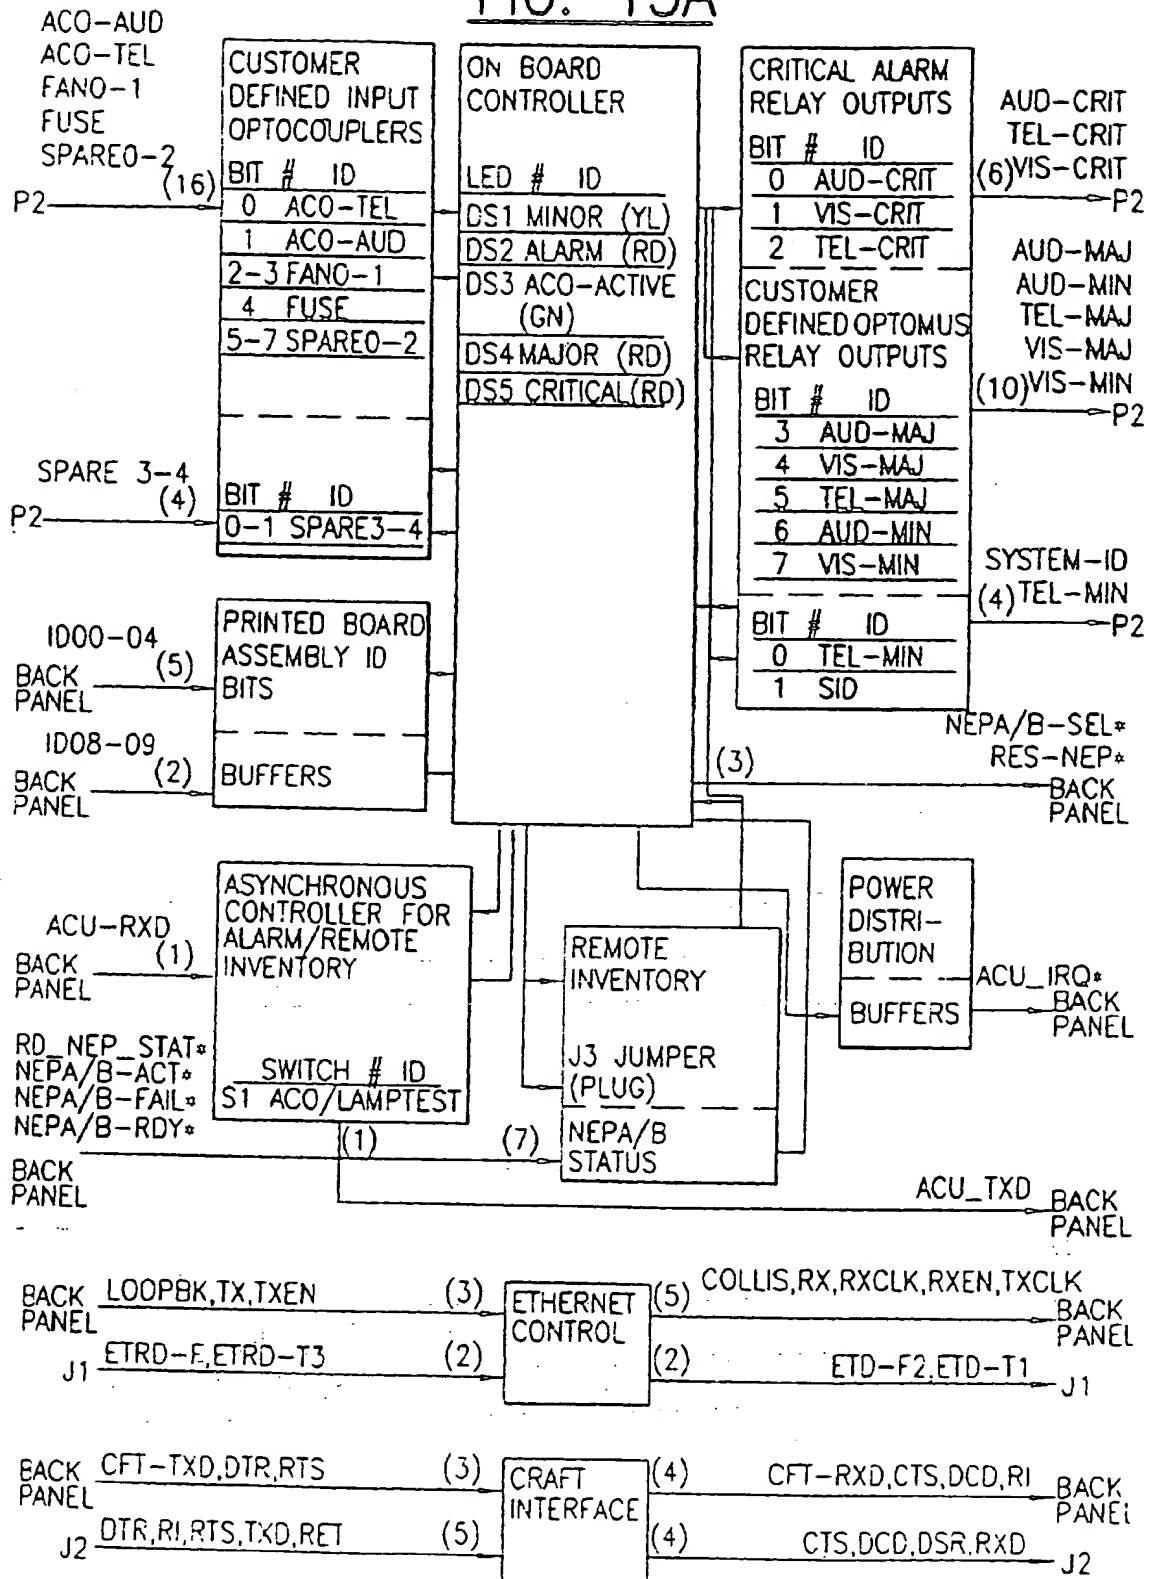 FIG. 15A
ACO-AUD
ACO-TEL
FANO-1
FUSE
SPARE0-2
(16)
P2
CUSTOMER
DEFINED INPUT
OPTOCOUPLERS
BIT # ID
0 ACO-TEL
1 ACO-AUD
2-3 FANO-1
4 FUSE
5-7 SPARE0-2
SPARE 3-4
(4)
P2
BIT # ID
0-1 SPARE3-4
ON BOARD
CONTROLLER
LED # ID
DS1 MINOR (YL)
DS2 ALARM (RD)
DS3 ACO-ACTIVE
(GN)
DS4 MAJOR (RD)
DS5 CRITICAL(RD)
CRITICAL ALARM
RELAY OUTPUTS
BIT # ID
0 AUD-CRIT
1 VIS-CRIT
2 TEL-CRIT
CUSTOMER
DEFINED OPTOMUS
RELAY OUTPUTS
BIT # ID
3 AUD-MAJ
4 VIS-MAJ
5 TEL-MAJ
6 AUD-MIN
7 VIS-MIN
BIT # ID
0 TEL-MIN
1 SID
AUD-CRIT
TEL-CRIT
(6) VIS-CRIT
P2
AUD-MAJ
AUD-MIN
TEL-MAJ
VIS-MAJ
(10) VIS-MIN
P2
SYSTEM-ID
(4) TEL-MIN
P2
ID00-04
(5)
BACK
PANEL
ID08-09
(2)
BACK
PANEL
PRINTED BOARD
ASSEMBLY ID
BITS
BUFFERS
NEPA/B-SEL*
RES-NEP*
(3)
BACK
PANEL
ACU-RXD
(1)
BACK
PANEL
ASYNCHRONOUS
CONTROLLER FOR
ALARM/REMOTE
INVENTORY
SWITCH # ID
S1 ACO/LAMPTEST
RD_NEP_STAT*
NEPA/B-ACT*
NEPA/B-FAIL*
NEPA/B-RDY*
BACK
PANEL
(1)
(7)
REMOTE
INVENTORY
J3 JUMPER
(PLUG)
NEPA/B
STATUS
POWER
DISTRI-
BUTION
BUFFERS
ACU_IRQ*
BACK
PANEL
ACU_TXD
BACK
PANEL
BACK
PANEL
LOOPBK,TX,TXEN
(3)
J1
ETRD-F,ETRD-T3
(2)
ETHERNET
CONTROL
(5)
COLLIS,RX,RXCLK,RXEN,TXCLK
BACK
PANEL
(2)
ETD-F2,ETD-T1
J1
BACK
PANEL
CFT-TXD,DTR,RTS
(3)
J2
DTR,RI,RTS,TXD,RET
(5)
CRAFT
INTERFACE
(4)
CFT-RXD,CTS,DCD,RI
BACK
PANEL
(4)
CTS,DCD,DSR,RXD
J2